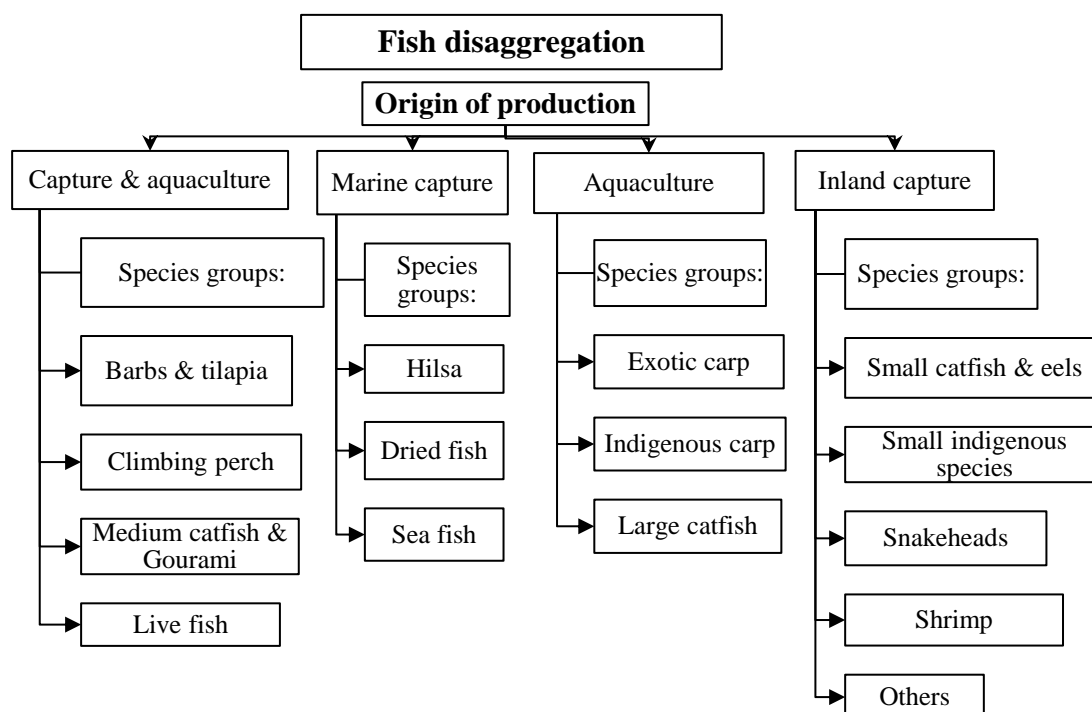 Fish disaggregation
Origin of production
Capture & aquaculture
Species groups:
Barbs & tilapia
Climbing perch
Medium catfish &
Gourami
Live fish
Marine capture
Species
groups:
Hilsa
Dried fish
Sea fish
Aquaculture
Species groups:
Exotic carp
Indigenous carp
Large catfish
Inland capture
Species groups:
Small catfish & eels
Small indigenous
species
Snakeheads
Shrimp
Others